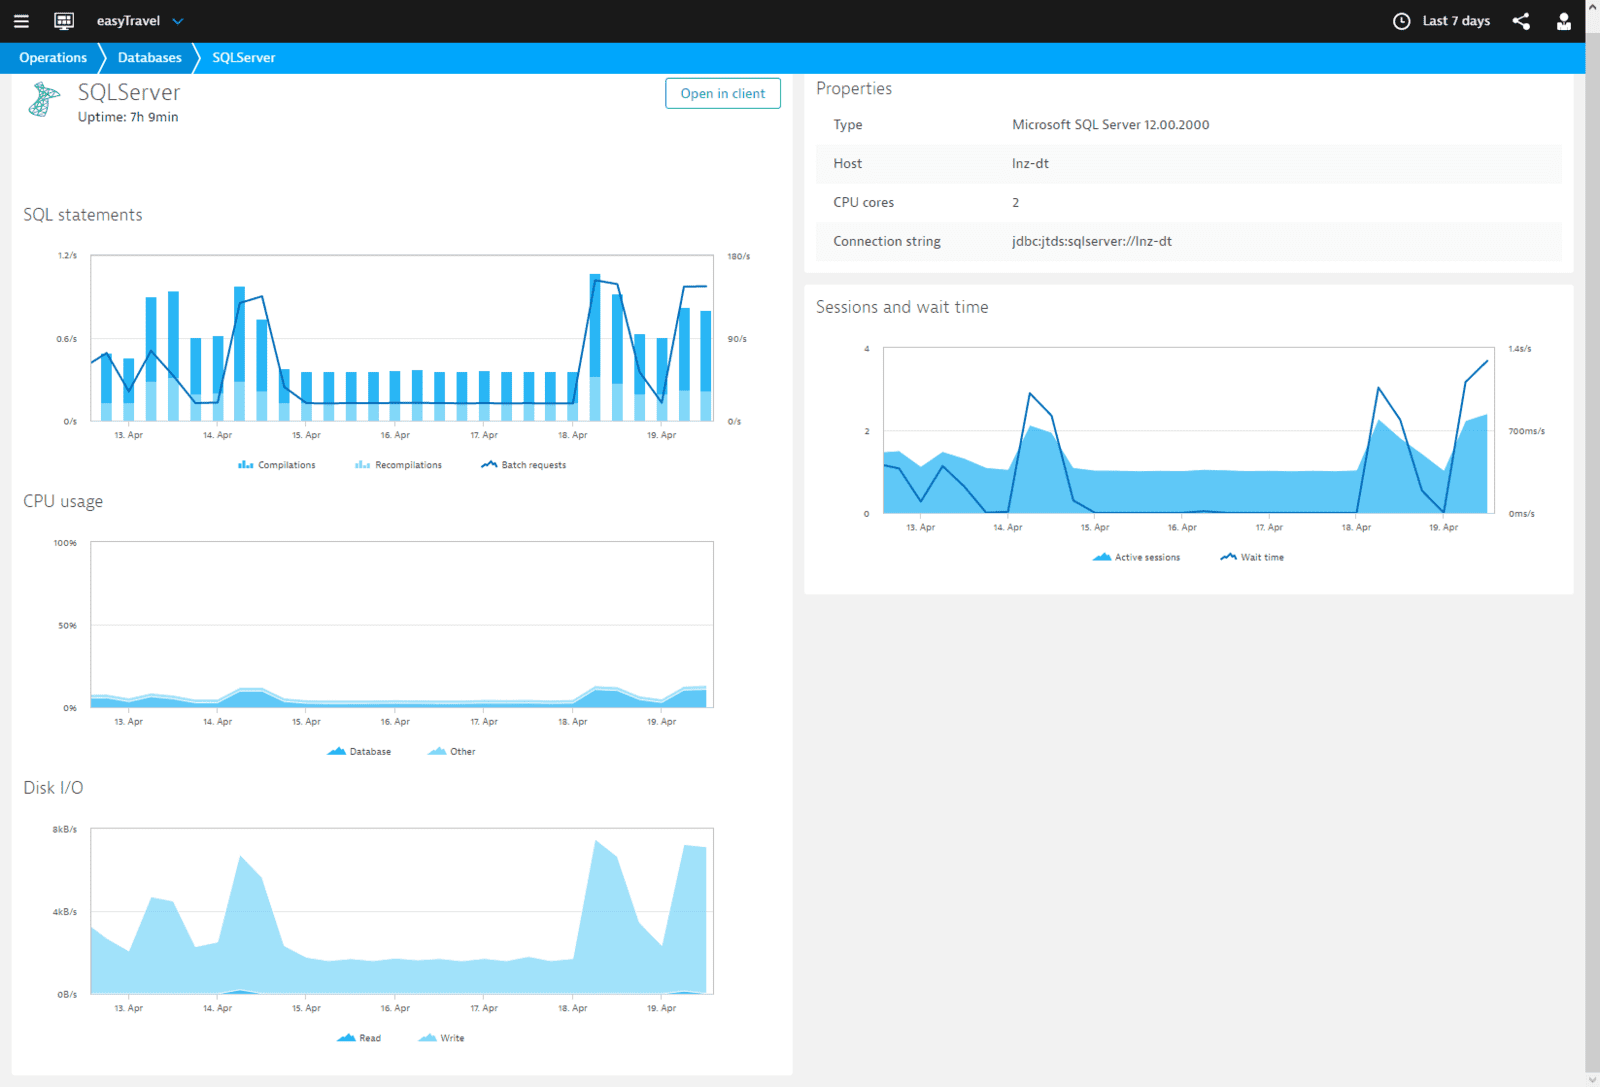 easyTravel
Last 7 days
Operations
Databases
SQLServer
SQLServer
Uptime: 7h 9min
Open in client
SQL statements
1.2/s
0.6/s
0/s
180/s
90/s
0/s
13. Apr 14. Apr 15. Apr 16. Apr 17. Apr 18. Apr 19. Apr
Compilations Recompilations Batch requests
CPU usage
100%
50%
0%
13. Apr 14. Apr 15. Apr 16. Apr 17. Apr 18. Apr 19. Apr
Database Other
Disk I/O
8kB/s
4kB/s
0B/s
13. Apr 14. Apr 15. Apr 16. Apr 17. Apr 18. Apr 19. Apr
Read Write
Properties
Type Microsoft SQL Server 12.00.2000
Host lnz-dt
CPU cores 2
Connection string jdbc:jtds:sqlserver://lnz-dt
Sessions and wait time
4
2
0
1.4s/s
700ms/s
0ms/s
13. Apr 14. Apr 15. Apr 16. Apr 17. Apr 18. Apr 19. Apr
Active sessions Wait time